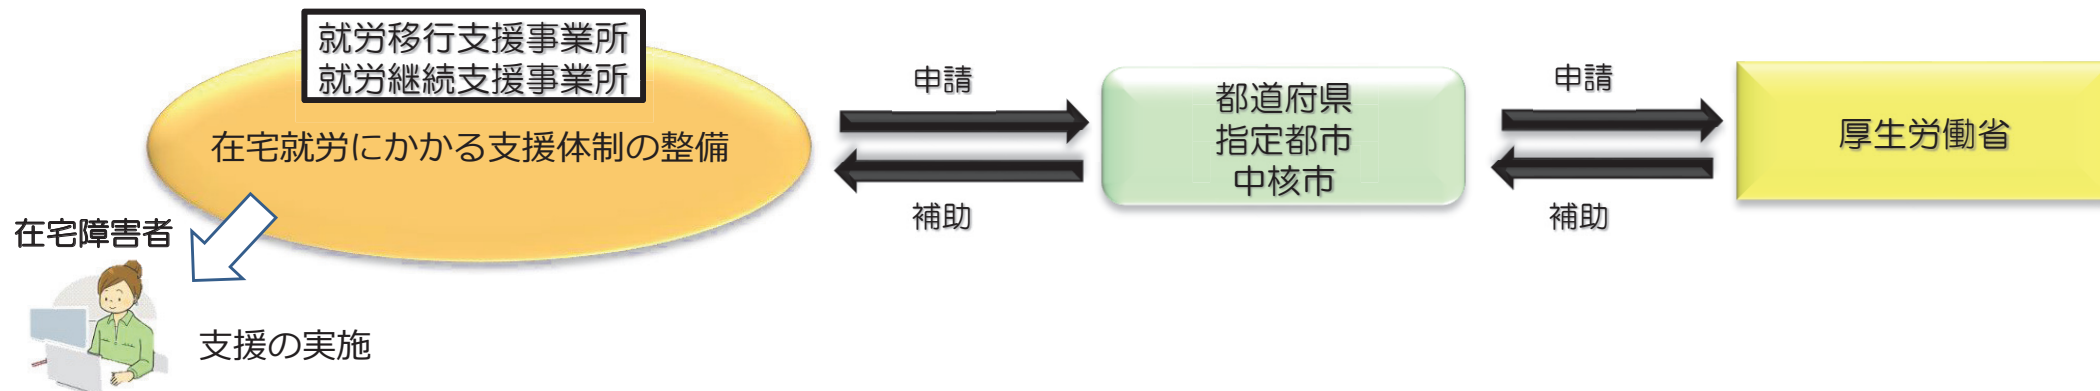 就労移行支援事業所
就労継続支援事業所
在宅就労にかかる支援体制の整備
申請
補助
都道府県
指定都市
中核市
申請
補助
厚生労働省
在宅障害者
支援の実施